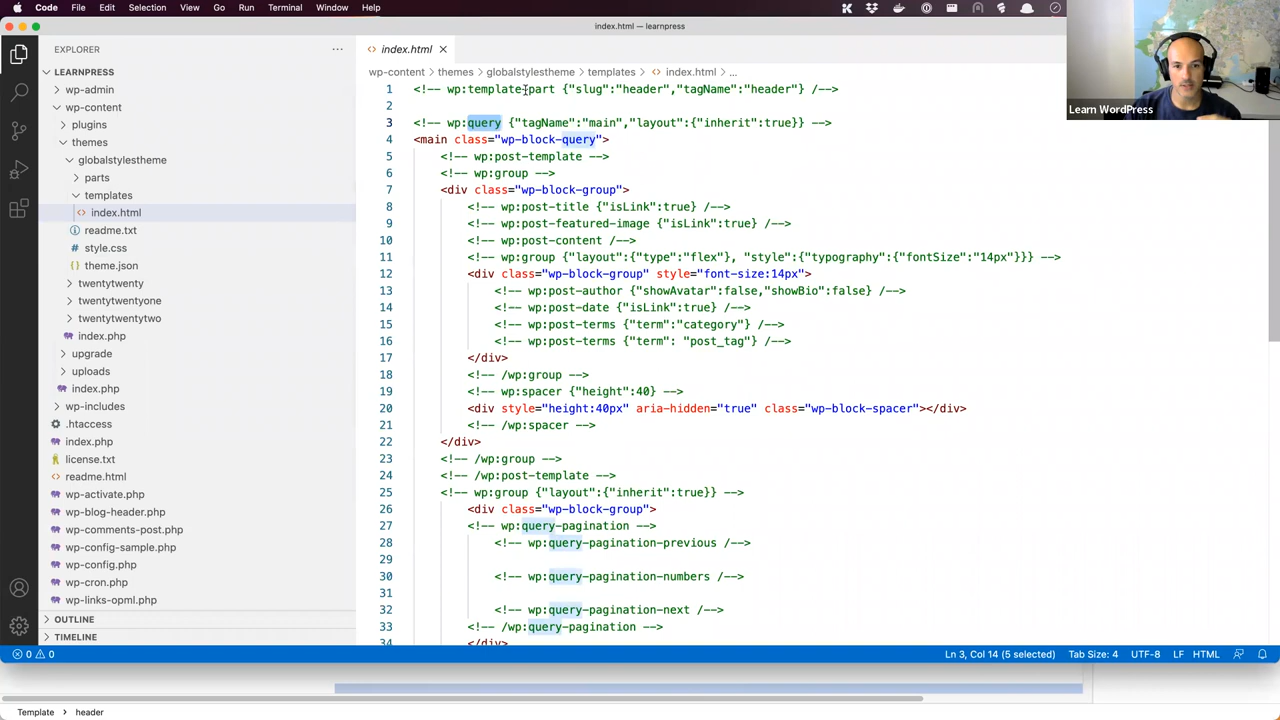 Code File Edit Selection View Go Run Terminal Window Help
index.html — learnpress
EXPLORER
index.html
LEARNPRESS
wp-admin
wp-content
plugins
themes
globalstylestheme
parts
templates
index.html
readme.txt
style.css
theme.json
twentytwenty
twentytwentyone
twentytwentytwo
index.php
upgrade
uploads
index.php
wp-includes
.htaccess
index.php
license.txt
readme.html
wp-activate.php
wp-blog-header.php
wp-comments-post.php
wp-config-sample.php
wp-config.php
wp-cron.php
wp-links-opml.php
OUTLINE
TIMELINE
wp-content > themes > globalstylestheme > templates > index.html > ...
1 <!-- wp:template-part {"slug":"header","tagName":"header"} /-->
2
3 <!-- wp:query {"tagName":"main","layout":{"inherit":true}} -->
4 <main class="wp-block-query">
5 <!-- wp:post-template -->
6 <!-- wp:group -->
7 <div class="wp-block-group">
8 <!-- wp:post-title {"isLink":true} /-->
9 <!-- wp:post-featured-image {"isLink":true} /-->
10 <!-- wp:post-content /-->
11 <!-- wp:group {"layout":{"type":"flex"}, "style":{"typography":{"fontSize":"14px"}}} -->
12 <div class="wp-block-group" style="font-size:14px">
13 <!-- wp:post-author {"showAvatar":false,"showBio":false} /-->
14 <!-- wp:post-date {"isLink":true} /-->
15 <!-- wp:post-terms {"term":"category"} /-->
16 <!-- wp:post-terms {"term": "post_tag"} /-->
17 </div>
18 <!-- /wp:group -->
19 <!-- wp:spacer {"height":40} -->
20 <div style="height:40px" aria-hidden="true" class="wp-block-spacer"></div>
21 <!-- /wp:spacer -->
22 </div>
23 <!-- /wp:group -->
24 <!-- /wp:post-template -->
25 <!-- wp:group {"layout":{"inherit":true}} -->
26 <div class="wp-block-group">
27 <!-- wp:query-pagination -->
28 <!-- wp:query-pagination-previous /-->
29
30 <!-- wp:query-pagination-numbers /-->
31
32 <!-- wp:query-pagination-next /-->
33 <!-- /wp:query-pagination -->
34 </div>
Learn WordPress
0 0 Ln 3, Col 14 (5 selected) Tab Size: 4 UTF-8 LF HTML
Template > header